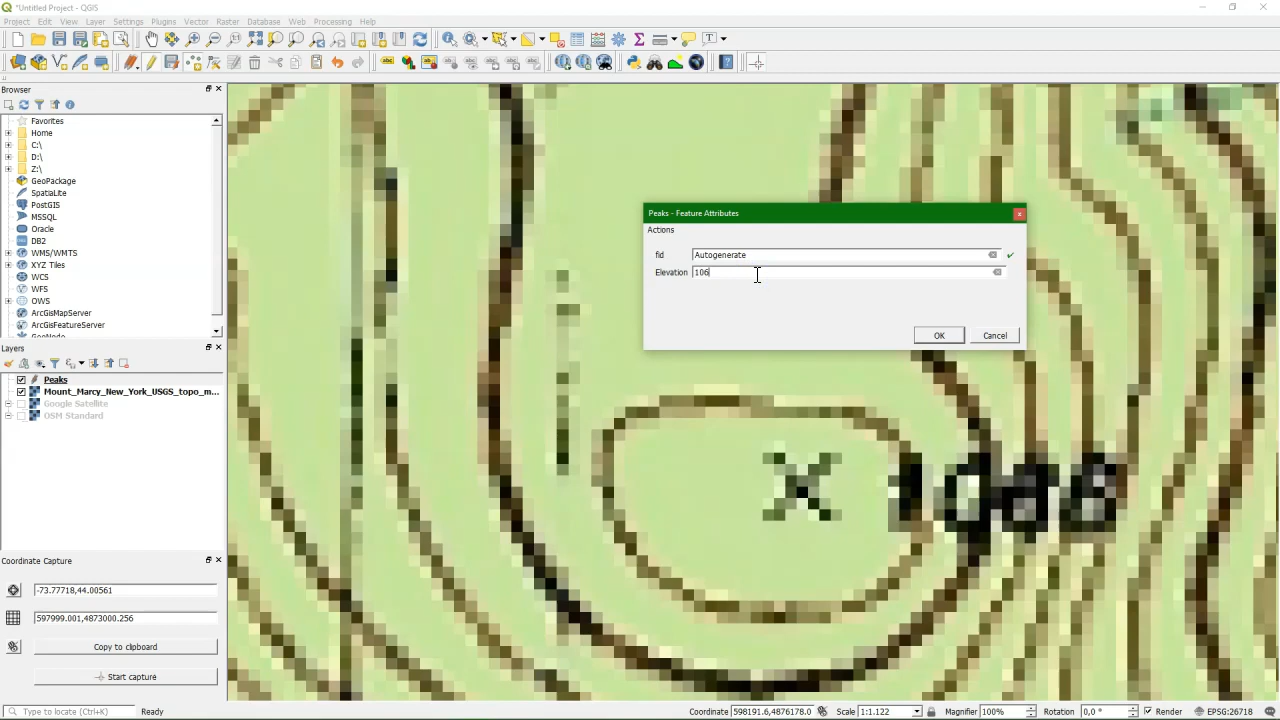 *Untitled Project - QGIS
Project Edit View Layer Settings Plugins Vector Raster Database Web Processing Help
Browser
Favorites
Home
C:\
D:\
Z:\
GeoPackage
SpatiaLite
PostGIS
MSSQL
Oracle
DB2
WMS/WMTS
XYZ Tiles
WCS
WFS
OWS
ArcGisMapServer
ArcGisFeatureServer
GeoNode
Layers
Peaks
Mount_Marcy_New_York_USGS_topo_m...
Google Satellite
OSM Standard
Coordinate Capture
-73.77718,44.00561
597999.001,4873000.256
Copy to clipboard
Start capture
Peaks - Feature Attributes
Actions
fid Autogenerate
Elevation 106
OK Cancel
Type to locate (Ctrl+K) Ready Coordinate 598191.6,4876178.0 Scale 1:1.122 Magnifier 100% Rotation 0,0 ° Render EPSG:26718